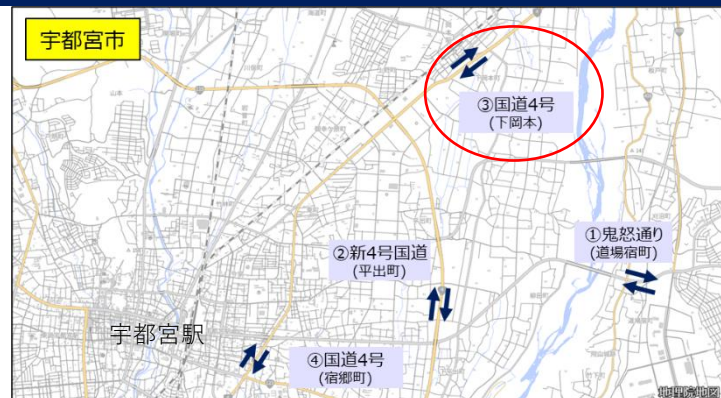 宇都宮市
③国道4号
(下岡本)
①鬼怒通り
(道場宿町)
②新4号国道
(平出町)
宇都宮駅
④国道4号
(宿郷町)
地理院地図